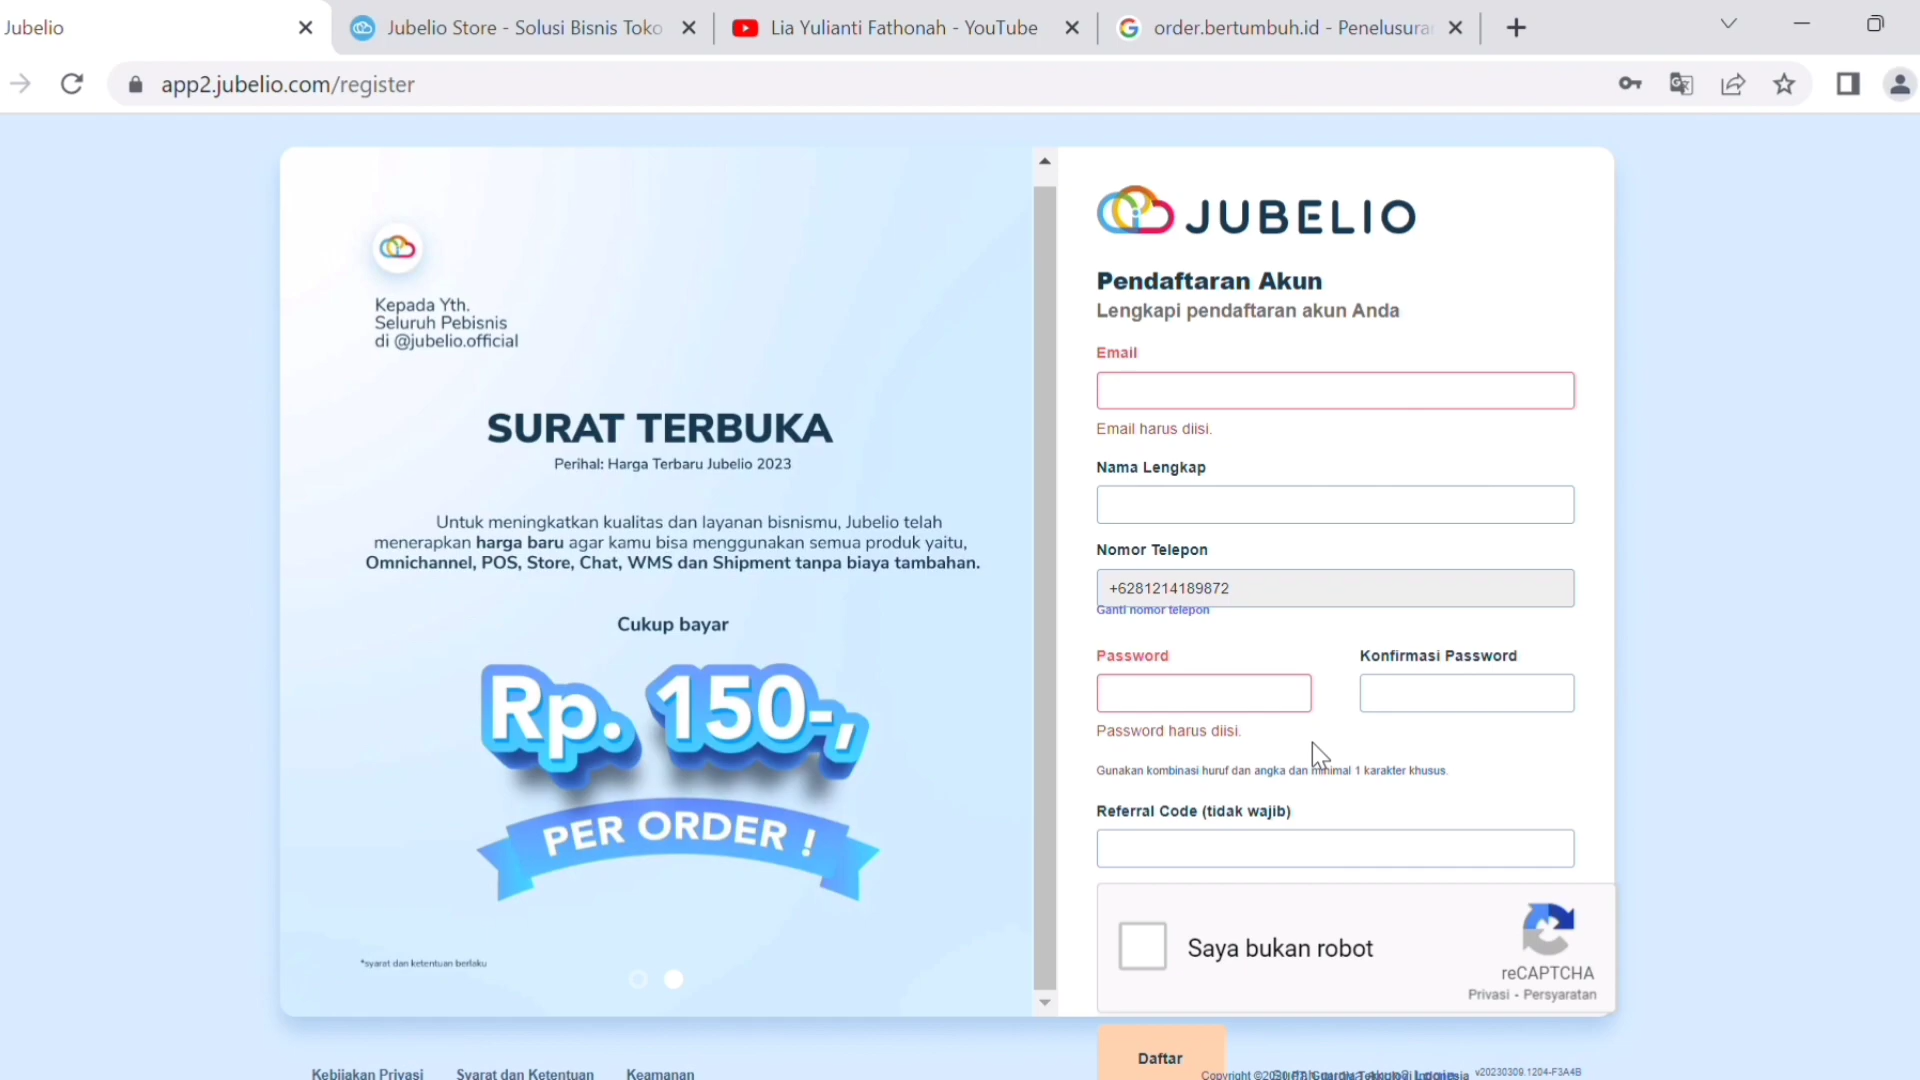 Jubelio
Jubelio Store - Solusi Bisnis Toko
Lia Yulianti Fathonah - YouTube
order.bertumbuh.id - Penelusura
app2.jubelio.com/register
Kepada Yth.
Seluruh Pebisnis
di @jubelio.official
SURAT TERBUKA
Perihal: Harga Terbaru Jubelio 2023
Untuk meningkatkan kualitas dan layanan bisnismu, Jubelio telah
menerapkan harga baru agar kamu bisa menggunakan semua produk yaitu,
Omnichannel, POS, Store, Chat, WMS dan Shipment tanpa biaya tambahan.
Cukup bayar
Rp. 150-,
PER ORDER !
*syarat dan ketentuan berlaku
JUBELIO
Pendaftaran Akun
Lengkapi pendaftaran akun Anda
Email
Email harus diisi.
Nama Lengkap
Nomor Telepon
+6281214189872
Ganti nomor telepon
Password
Konfirmasi Password
Password harus diisi.
Gunakan kombinasi huruf dan angka dan minimal 1 karakter khusus.
Referral Code (tidak wajib)
Saya bukan robot
reCAPTCHA
Privasi - Persyaratan
Daftar
Kebijakan Privasi
Syarat dan Ketentuan
Keamanan
Copyright
v20230309.1204-F3A4B